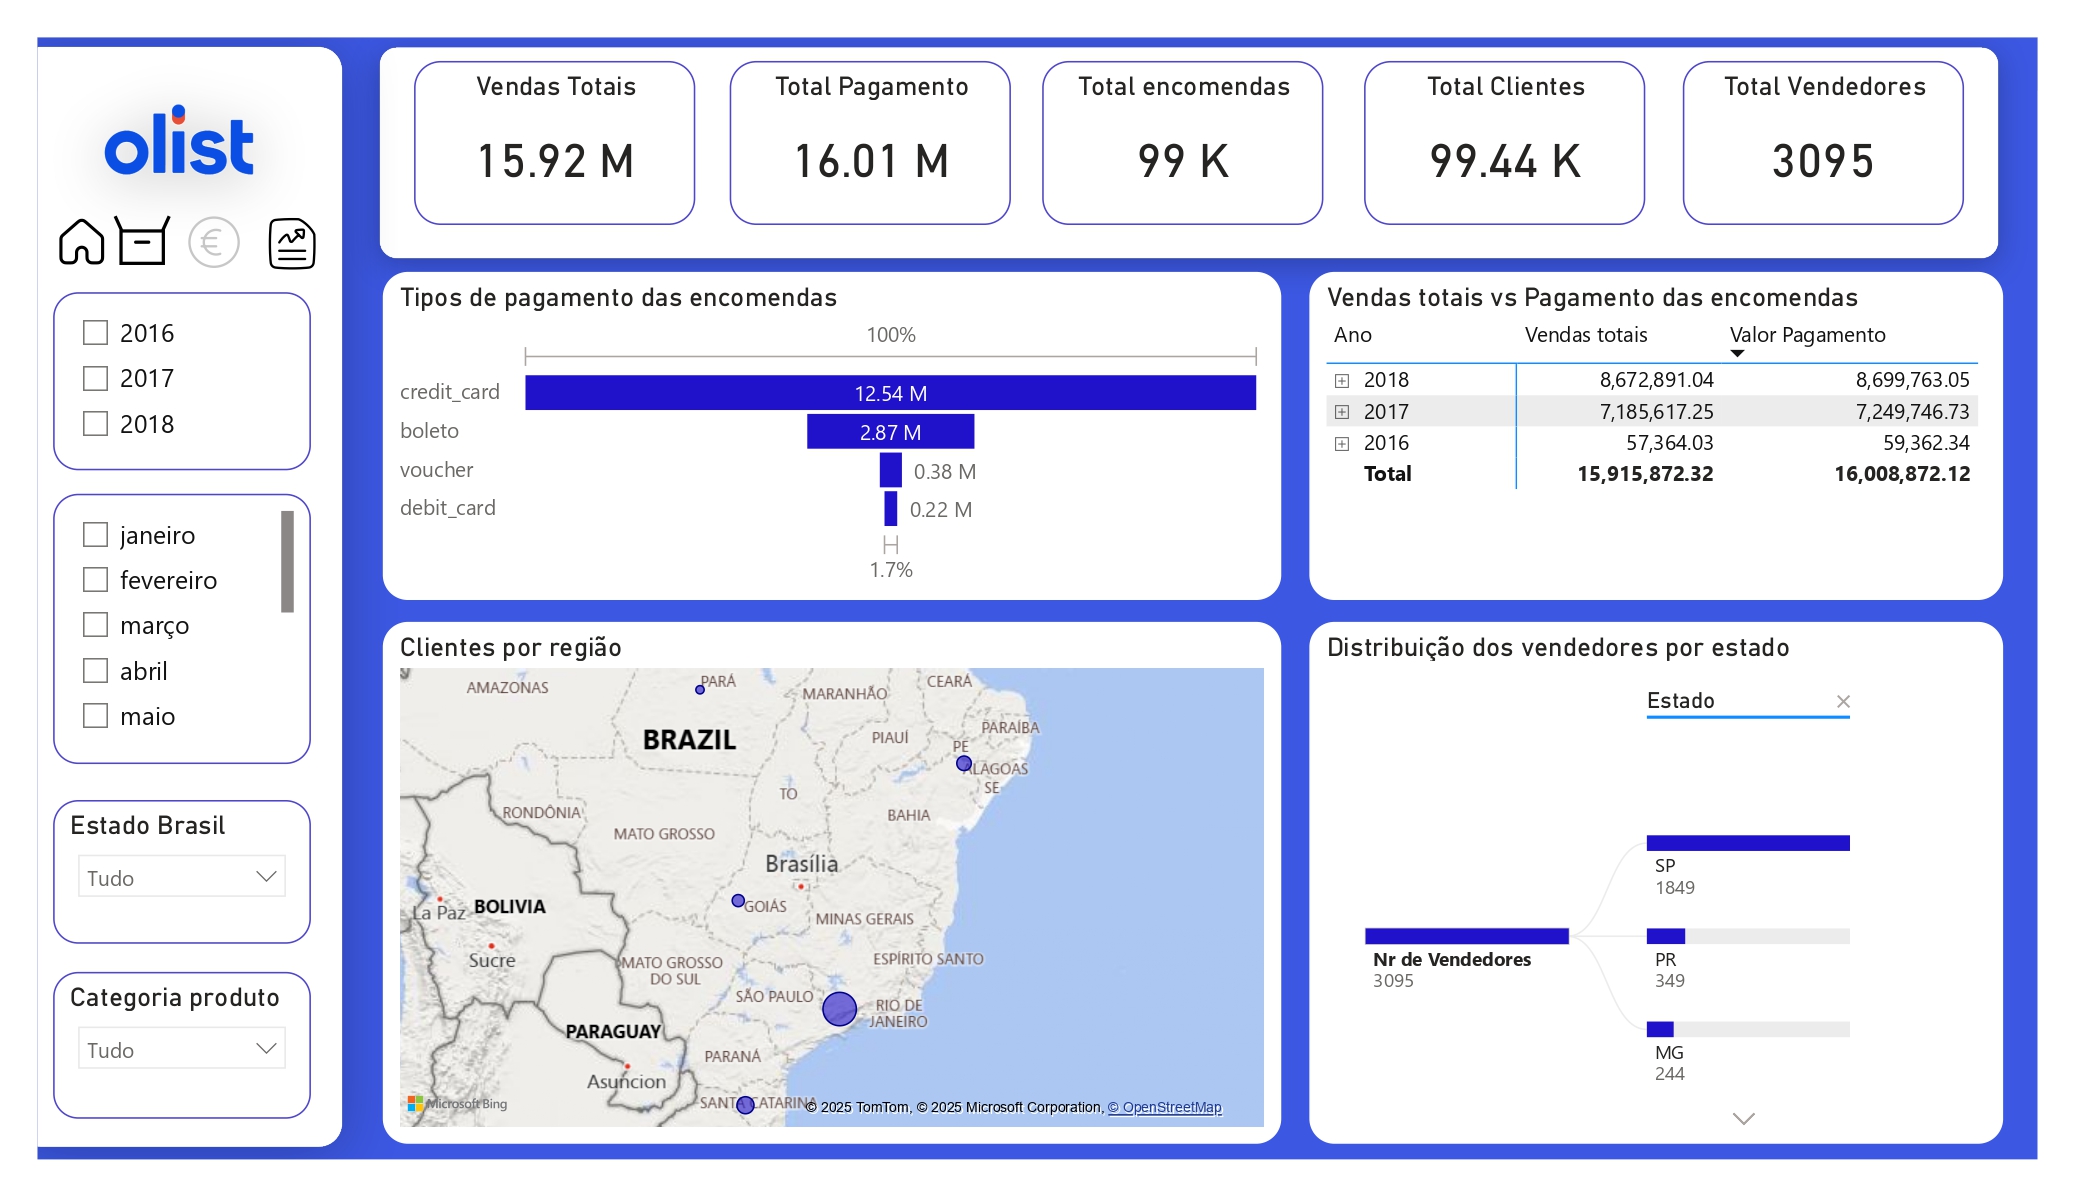 olist
€
2016
2017
2018
janeiro
fevereiro
março
abril
maio
Estado Brasil
Tudo
Categoria produto
Tudo
Vendas Totais
15.92 M
Total Pagamento
16.01 M
Total encomendas
99 K
Total Clientes
99.44 K
Total Vendedores
3095
Tipos de pagamento das encomendas
100%
credit_card 12.54 M
boleto 2.87 M
voucher 0.38 M
debit_card 0.22 M
1.7%
Vendas totais vs Pagamento das encomendas
Ano Vendas totais Valor Pagamento
2018 8,672,891.04 8,699,763.05
2017 7,185,617.25 7,249,746.73
2016 57,364.03 59,362.34
Total 15,915,872.32 16,008,872.12
Clientes por região
AMAZONAS
PARÁ
MARANHÃO
CEARÁ
BRAZIL
PIAUÍ
PARAÍBA
PE
ALAGOAS
SE
TO
RONDÔNIA
MATO GROSSO
BAHIA
Brasília
La Paz
BOLIVIA
GOIÁS
MINAS GERAIS
Sucre
MATO GROSSO
DO SUL
ESPÍRITO SANTO
SÃO PAULO
RIO DE
JANEIRO
PARAGUAY
PARANÁ
Asuncion
SANTA CATARINA
Microsoft Bing
© 2025 TomTom, © 2025 Microsoft Corporation, © OpenStreetMap
Distribuição dos vendedores por estado
Estado
SP
1849
Nr de Vendedores
3095
PR
349
MG
244